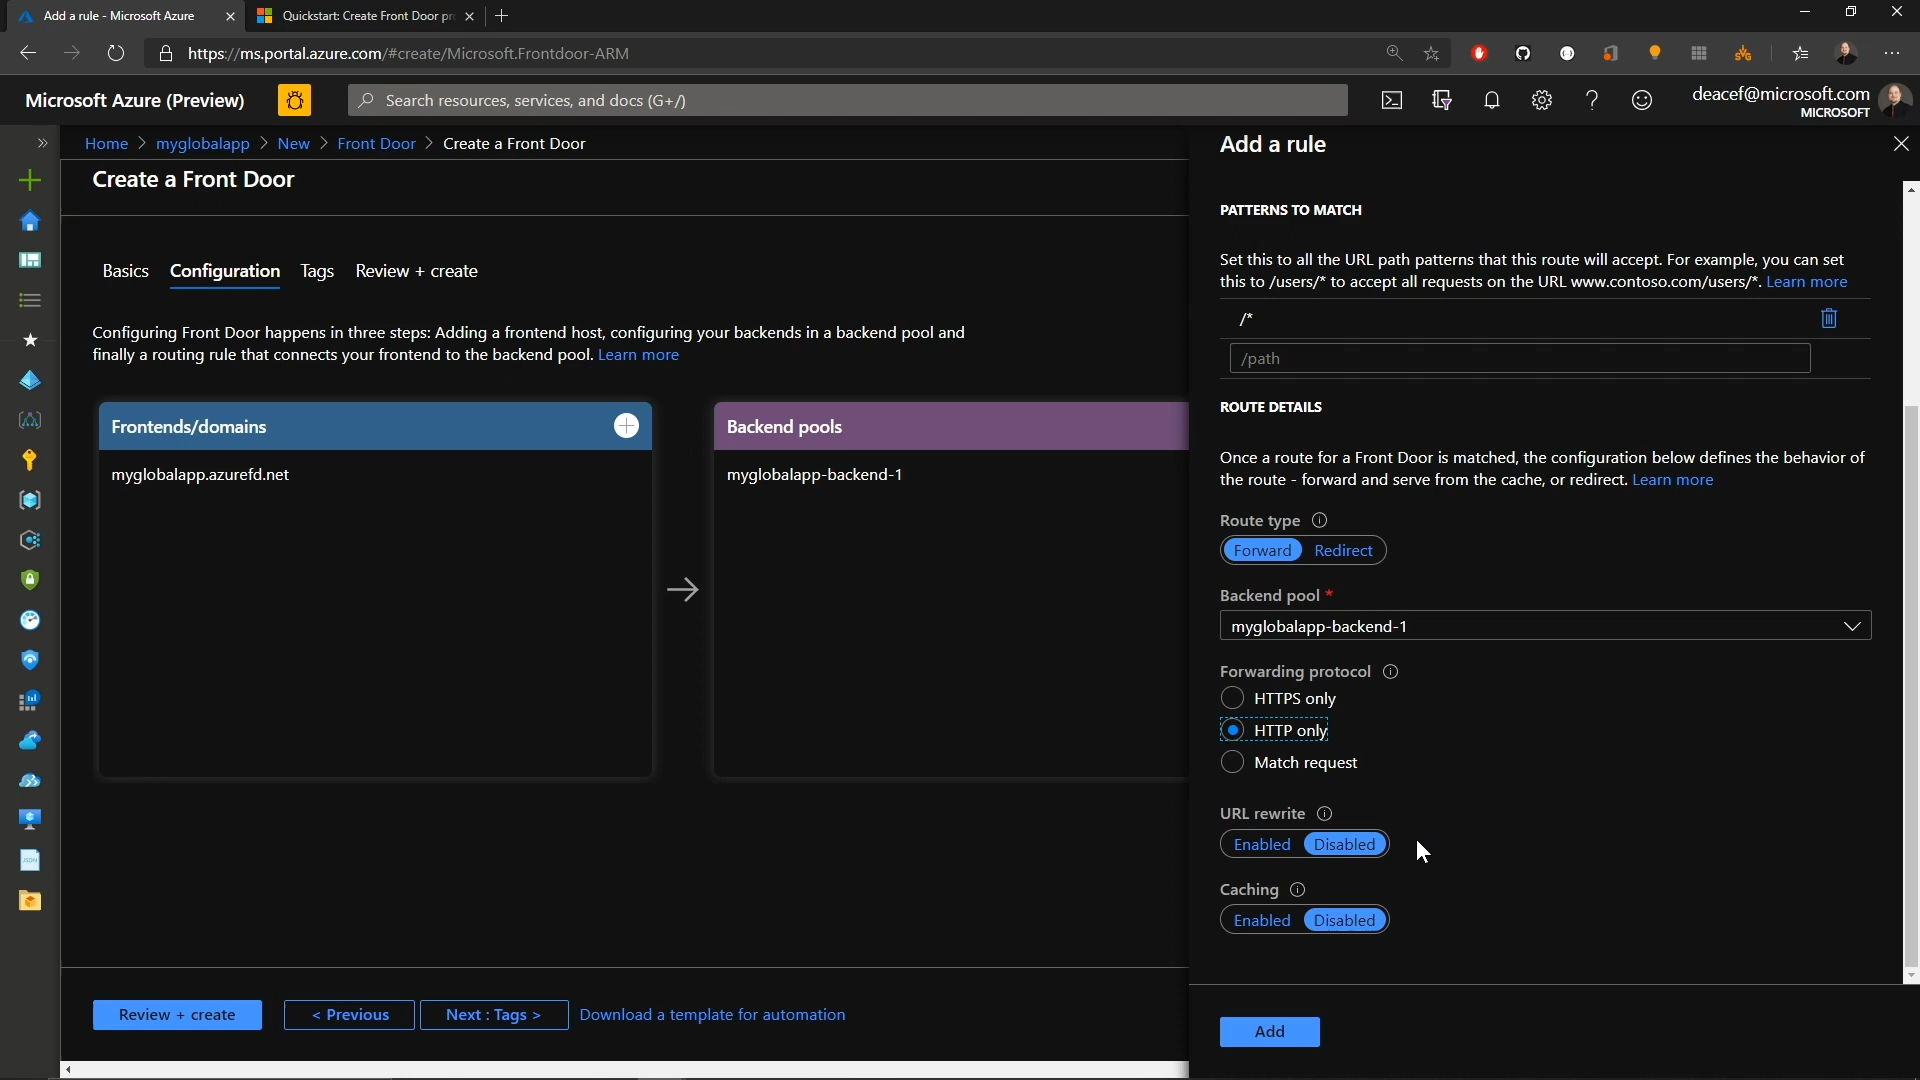 Add a rule - Microsoft Azure
Quickstart: Create Front Door pr
https://ms.portal.azure.com/#create/Microsoft.Frontdoor-ARM
Microsoft Azure (Preview)
Search resources, services, and docs (G+/)
deacef@microsoft.com
MICROSOFT
Home > myglobalapp > New > Front Door > Create a Front Door
Create a Front Door
Basics
Configuration
Tags
Review + create
Configuring Front Door happens in three steps: Adding a frontend host, configuring your backends in a backend pool and
finally a routing rule that connects your frontend to the backend pool. Learn more
Frontends/domains
myglobalapp.azurefd.net
Backend pools
myglobalapp-backend-1
Review + create
< Previous
Next : Tags >
Download a template for automation
Add a rule
PATTERNS TO MATCH
Set this to all the URL path patterns that this route will accept. For example, you can set
this to /users/* to accept all requests on the URL www.contoso.com/users/*. Learn more
/*
/path
ROUTE DETAILS
Once a route for a Front Door is matched, the configuration below defines the behavior of
the route - forward and serve from the cache, or redirect. Learn more
Route type
Forward
Redirect
Backend pool *
myglobalapp-backend-1
Forwarding protocol
HTTPS only
HTTP only
Match request
URL rewrite
Enabled
Disabled
Caching
Enabled
Disabled
Add